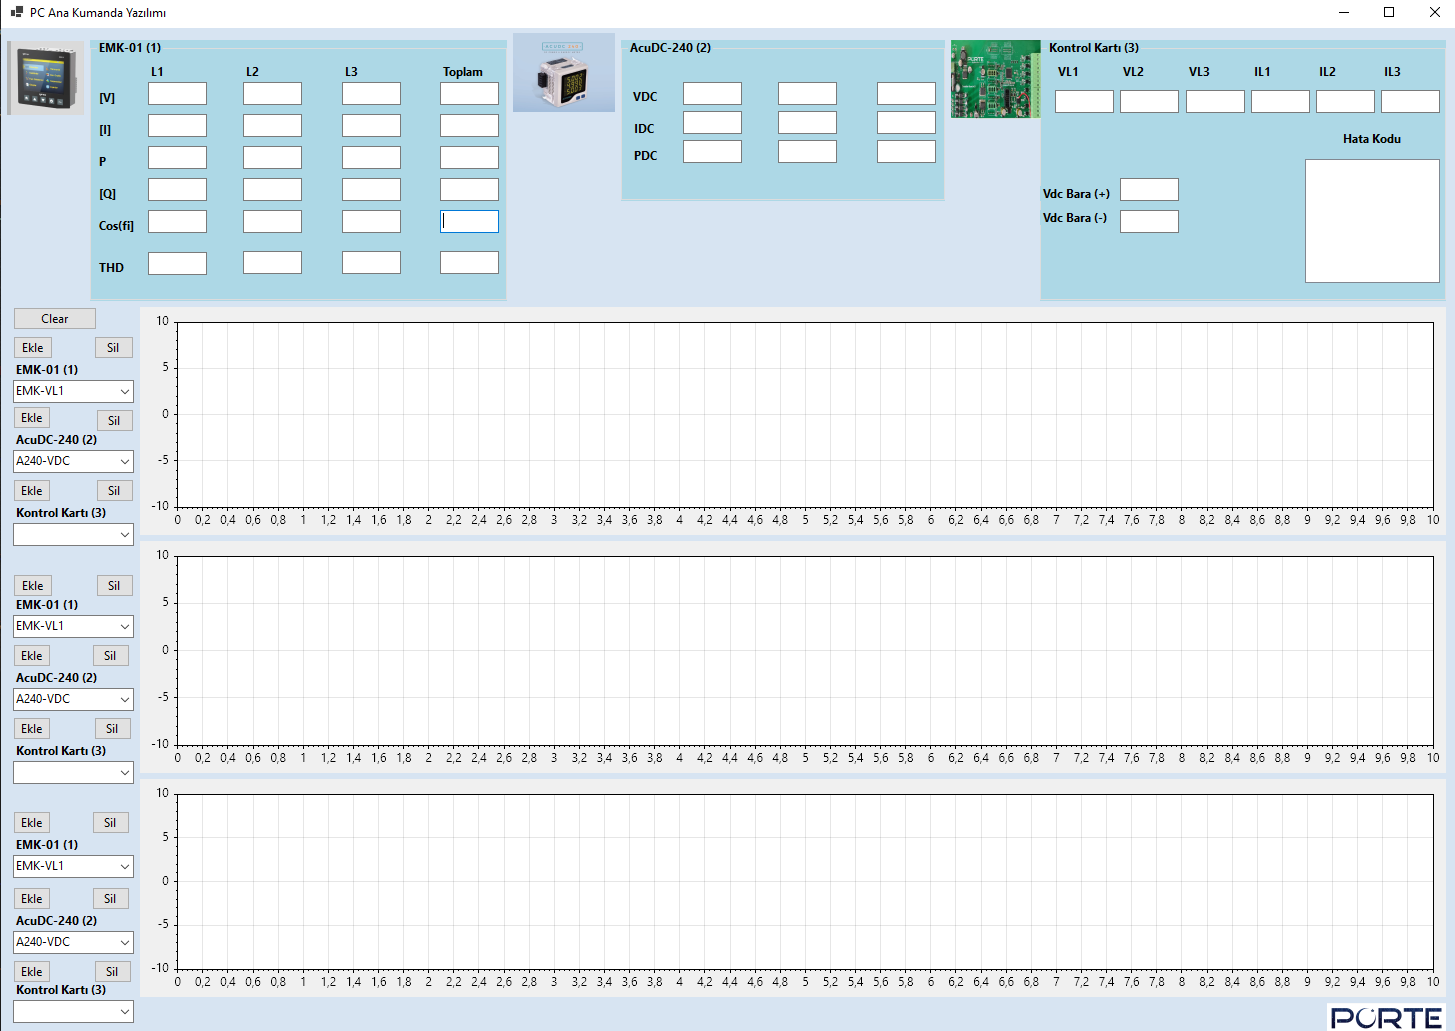 PC Ana Kumanda Yazılımı
EMK-01 (1)
L1 L2 L3 Toplam
[V]
[I]
P
[Q]
Cos(fi)
THD
ACUDC 240
AcuDC-240 (2)
VDC
IDC
PDC
PORTE
Kontrol Kartı (3)
VL1 VL2 VL3 IL1 IL2 IL3
Hata Kodu
Vdc Bara (+)
Vdc Bara (-)
Clear
Ekle Sil
EMK-01 (1)
EMK-VL1
Ekle Sil
AcuDC-240 (2)
A240-VDC
Ekle Sil
Kontrol Kartı (3)
10
5
0
-5
-10
0 0,2 0,4 0,6 0,8 1 1,2 1,4 1,6 1,8 2 2,2 2,4 2,6 2,8 3 3,2 3,4 3,6 3,8 4 4,2 4,4 4,6 4,8 5 5,2 5,4 5,6 5,8 6 6,2 6,4 6,6 6,8 7 7,2 7,4 7,6 7,8 8 8,2 8,4 8,6 8,8 9 9,2 9,4 9,6 9,8 10
Ekle Sil
EMK-01 (1)
EMK-VL1
Ekle Sil
AcuDC-240 (2)
A240-VDC
Ekle Sil
Kontrol Kartı (3)
10
5
0
-5
-10
0 0,2 0,4 0,6 0,8 1 1,2 1,4 1,6 1,8 2 2,2 2,4 2,6 2,8 3 3,2 3,4 3,6 3,8 4 4,2 4,4 4,6 4,8 5 5,2 5,4 5,6 5,8 6 6,2 6,4 6,6 6,8 7 7,2 7,4 7,6 7,8 8 8,2 8,4 8,6 8,8 9 9,2 9,4 9,6 9,8 10
Ekle Sil
EMK-01 (1)
EMK-VL1
Ekle Sil
AcuDC-240 (2)
A240-VDC
Ekle Sil
Kontrol Kartı (3)
10
5
0
-5
-10
0 0,2 0,4 0,6 0,8 1 1,2 1,4 1,6 1,8 2 2,2 2,4 2,6 2,8 3 3,2 3,4 3,6 3,8 4 4,2 4,4 4,6 4,8 5 5,2 5,4 5,6 5,8 6 6,2 6,4 6,6 6,8 7 7,2 7,4 7,6 7,8 8 8,2 8,4 8,6 8,8 9 9,2 9,4 9,6 9,8 10
PORTE